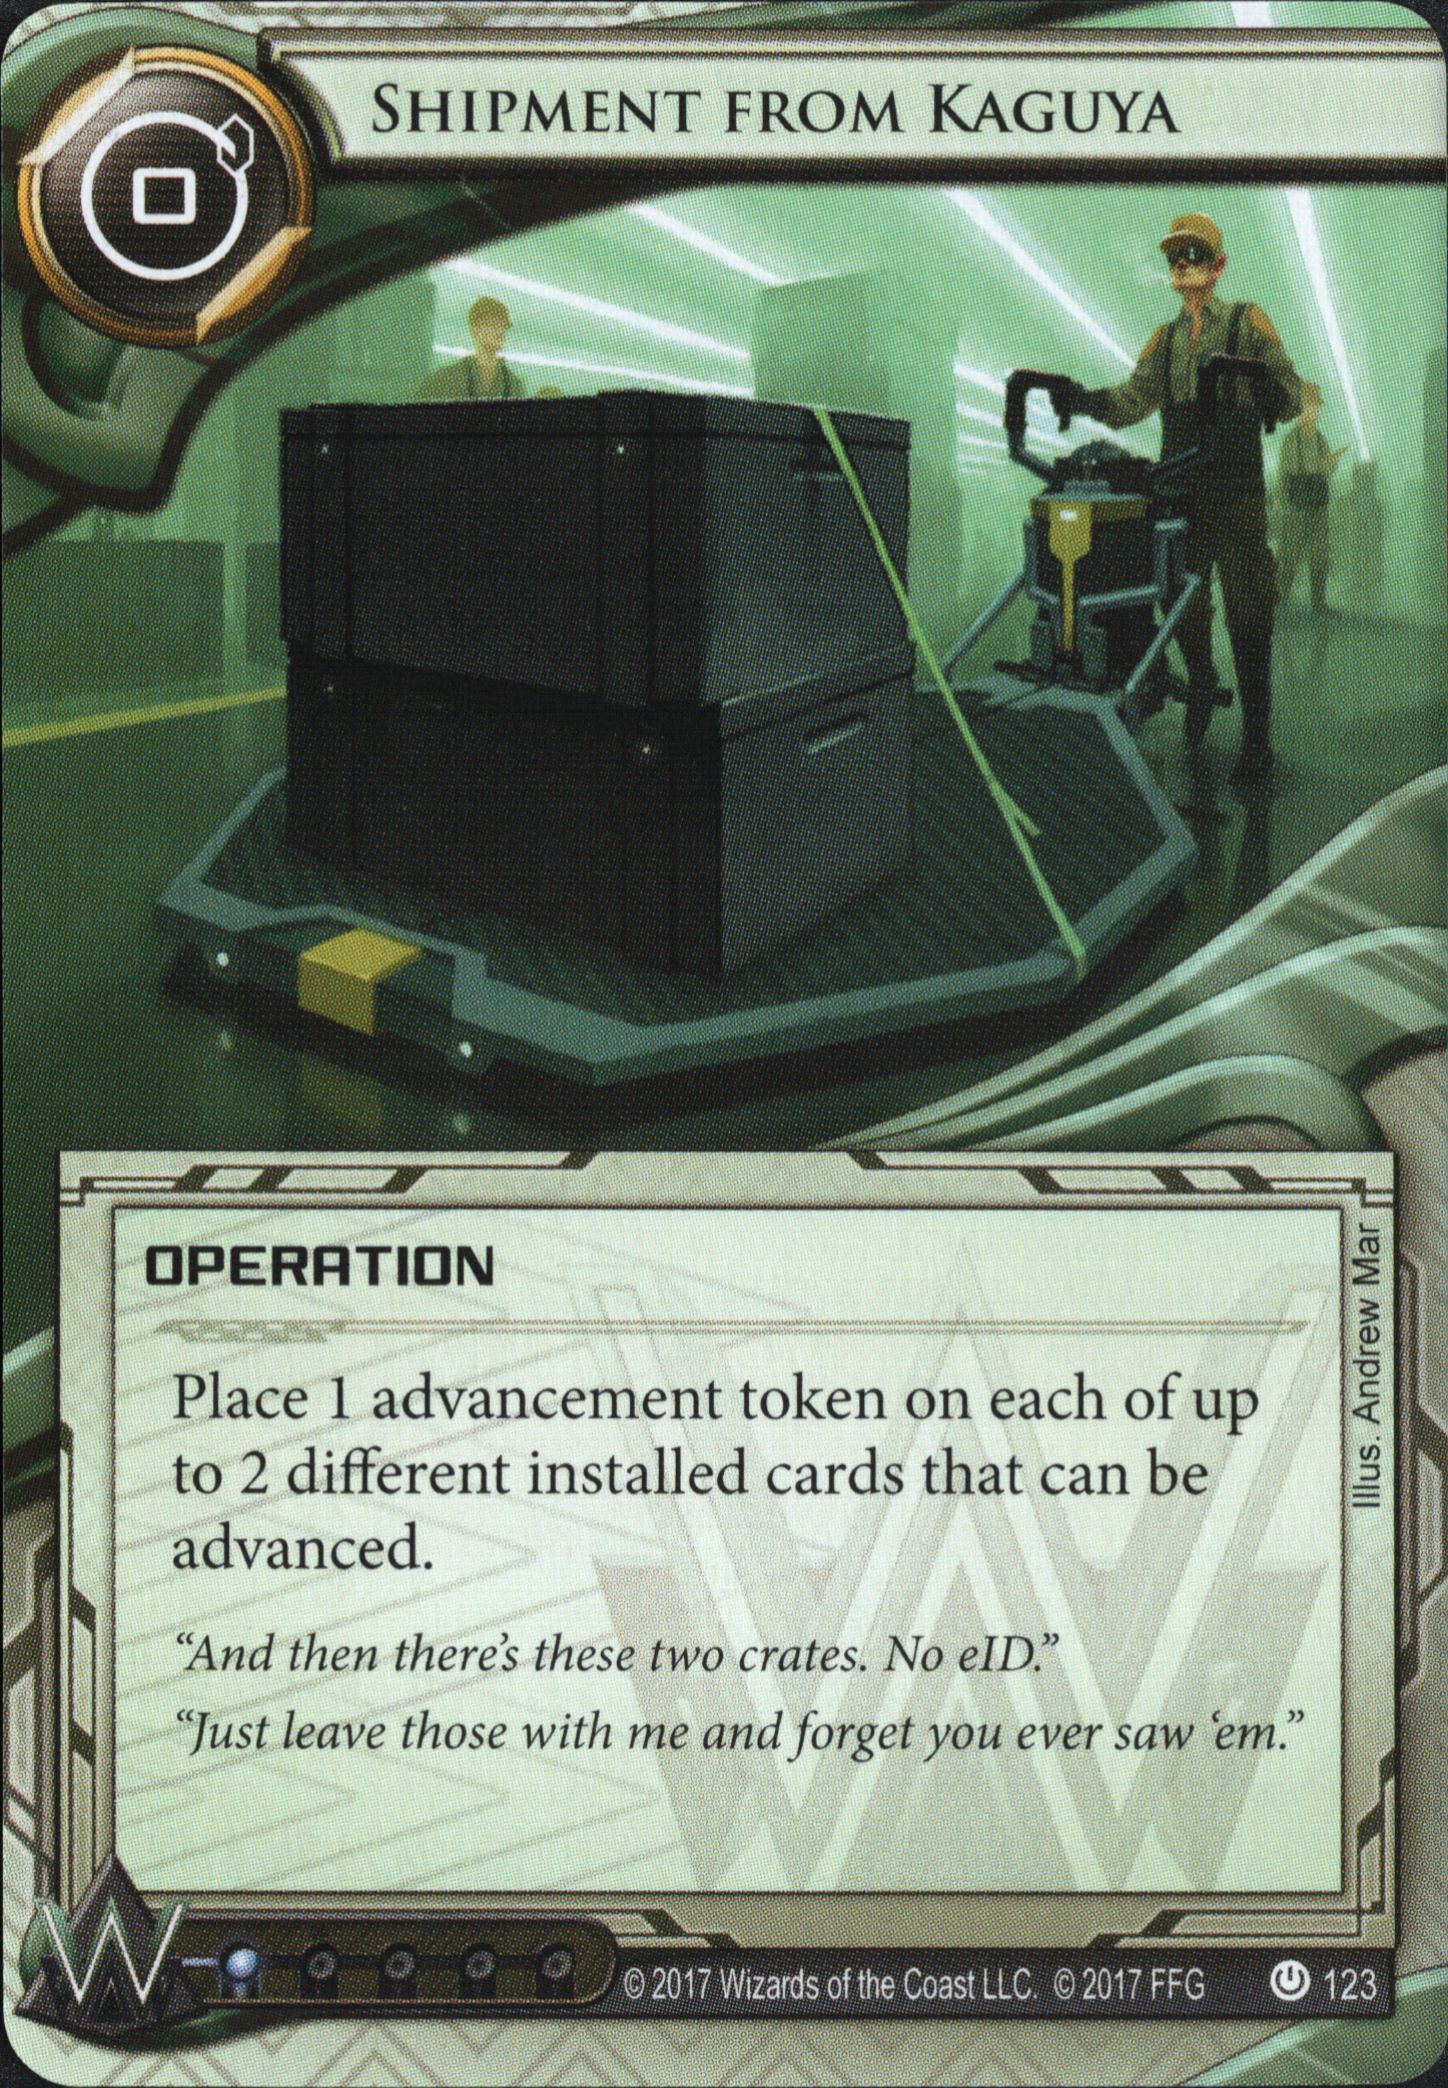 0
SHIPMENT FROM KAGUYA
OPERATION
Place 1 advancement token on each of up
to 2 different installed cards that can be
advanced.
“And then there’s these two crates. No eID.”
“Just leave those with me and forget you ever saw ‘em.”
Illus. Andrew Mar
W
© 2017 Wizards of the Coast LLC. © 2017 FFG
123